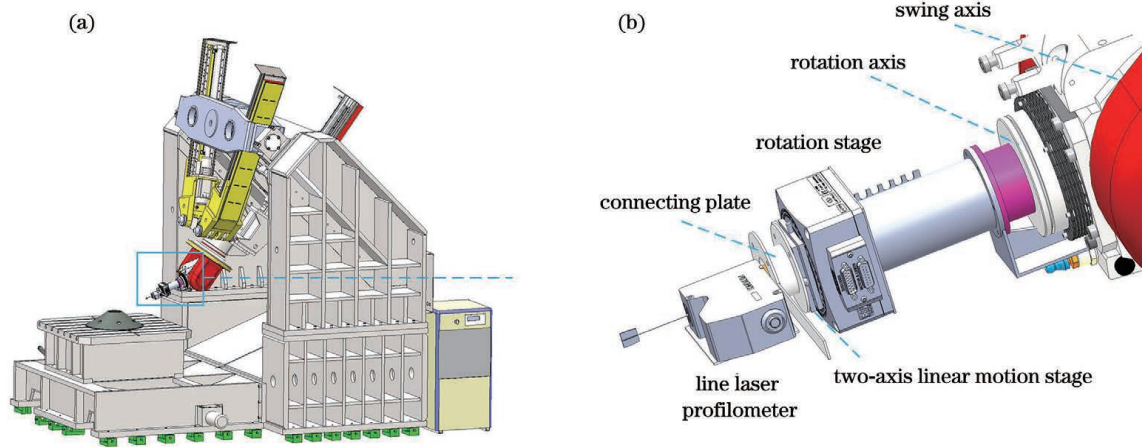 (a)
(b)
swing axis
rotation axis
rotation stage
connecting plate
line laser
profilometer
two-axis linear motion stage